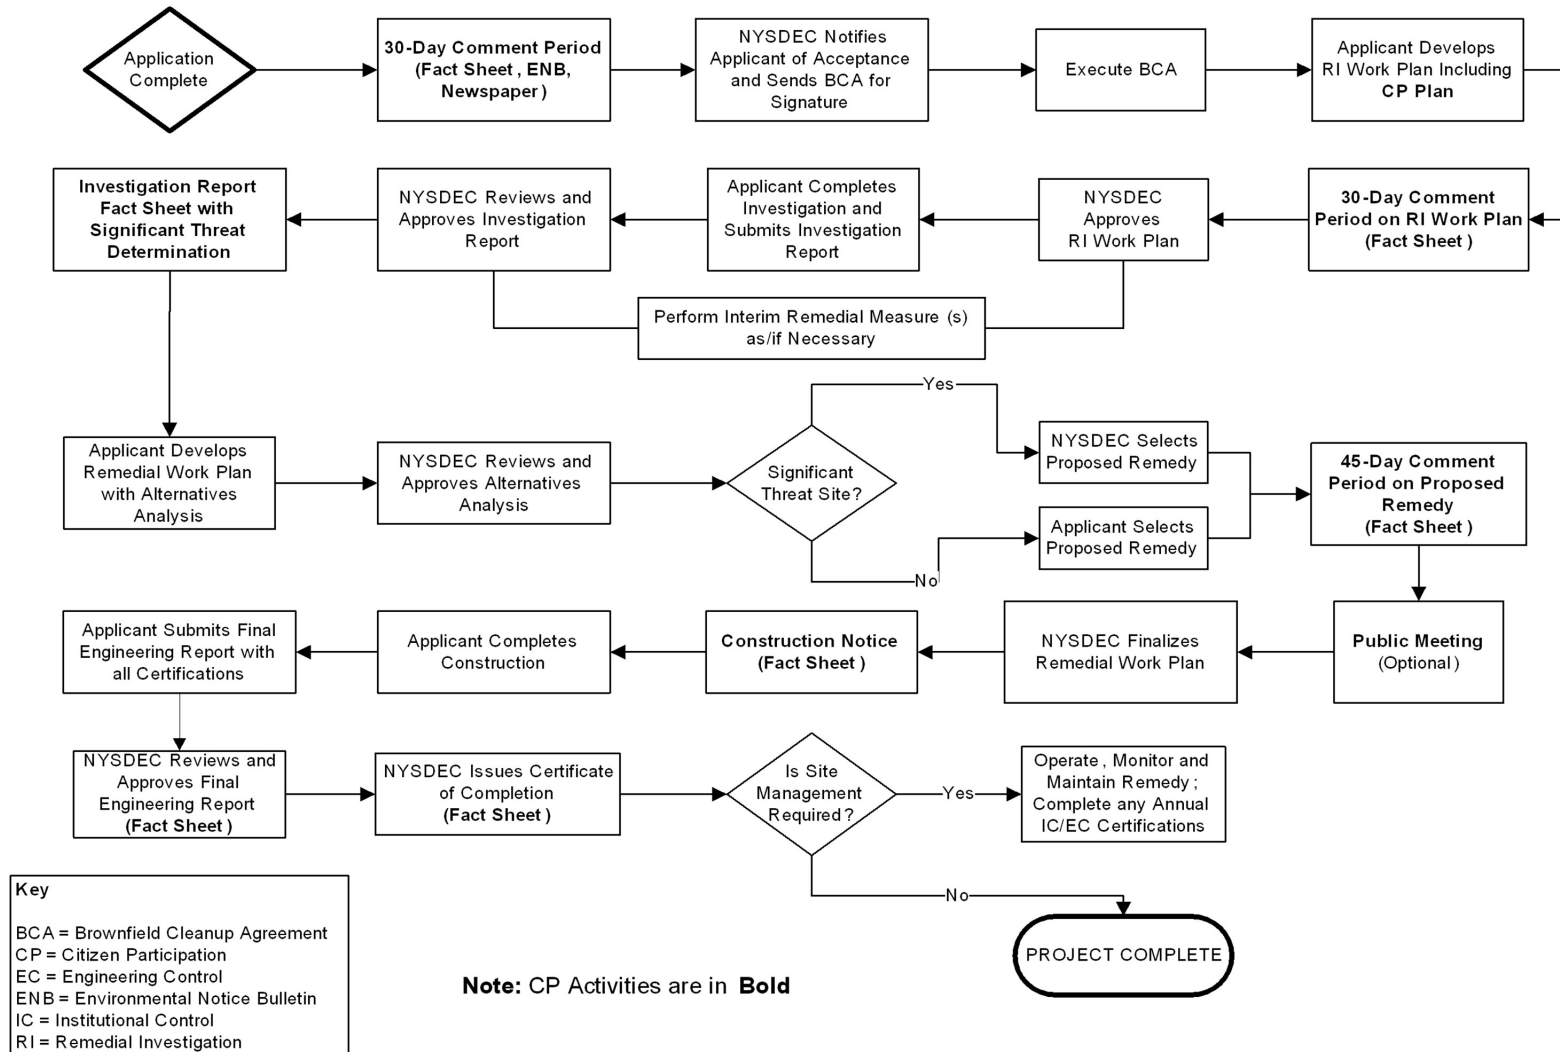 Application
Complete
30-Day Comment Period
(Fact Sheet, ENB,
Newspaper)
NYSDEC Notifies
Applicant of Acceptance
and Sends BCA for
Signature
Execute BCA
Applicant Develops
RI Work Plan Including
CP Plan
30-Day Comment
Period on RI Work Plan
(Fact Sheet)
NYSDEC
Approves
RI Work Plan
Applicant Completes
Investigation and
Submits Investigation
Report
NYSDEC Reviews and
Approves Investigation
Report
Investigation Report
Fact Sheet with
Significant Threat
Determination
Perform Interim Remedial Measure (s)
as/if Necessary
Applicant Develops
Remedial Work Plan
with Alternatives
Analysis
NYSDEC Reviews and
Approves Alternatives
Analysis
Significant
Threat Site?
Yes
No
NYSDEC Selects
Proposed Remedy
Applicant Selects
Proposed Remedy
45-Day Comment
Period on Proposed
Remedy
(Fact Sheet)
Public Meeting
(Optional)
NYSDEC Finalizes
Remedial Work Plan
Construction Notice
(Fact Sheet)
Applicant Completes
Construction
Applicant Submits Final
Engineering Report with
all Certifications
NYSDEC Reviews and
Approves Final
Engineering Report
(Fact Sheet)
NYSDEC Issues Certificate
of Completion
(Fact Sheet)
Is Site
Management
Required?
Yes
Operate, Monitor and
Maintain Remedy;
Complete any Annual
IC/EC Certifications
No
PROJECT COMPLETE
Key
BCA = Brownfield Cleanup Agreement
CP = Citizen Participation
EC = Engineering Control
ENB = Environmental Notice Bulletin
IC = Institutional Control
RI = Remedial Investigation
Note: CP Activities are in Bold